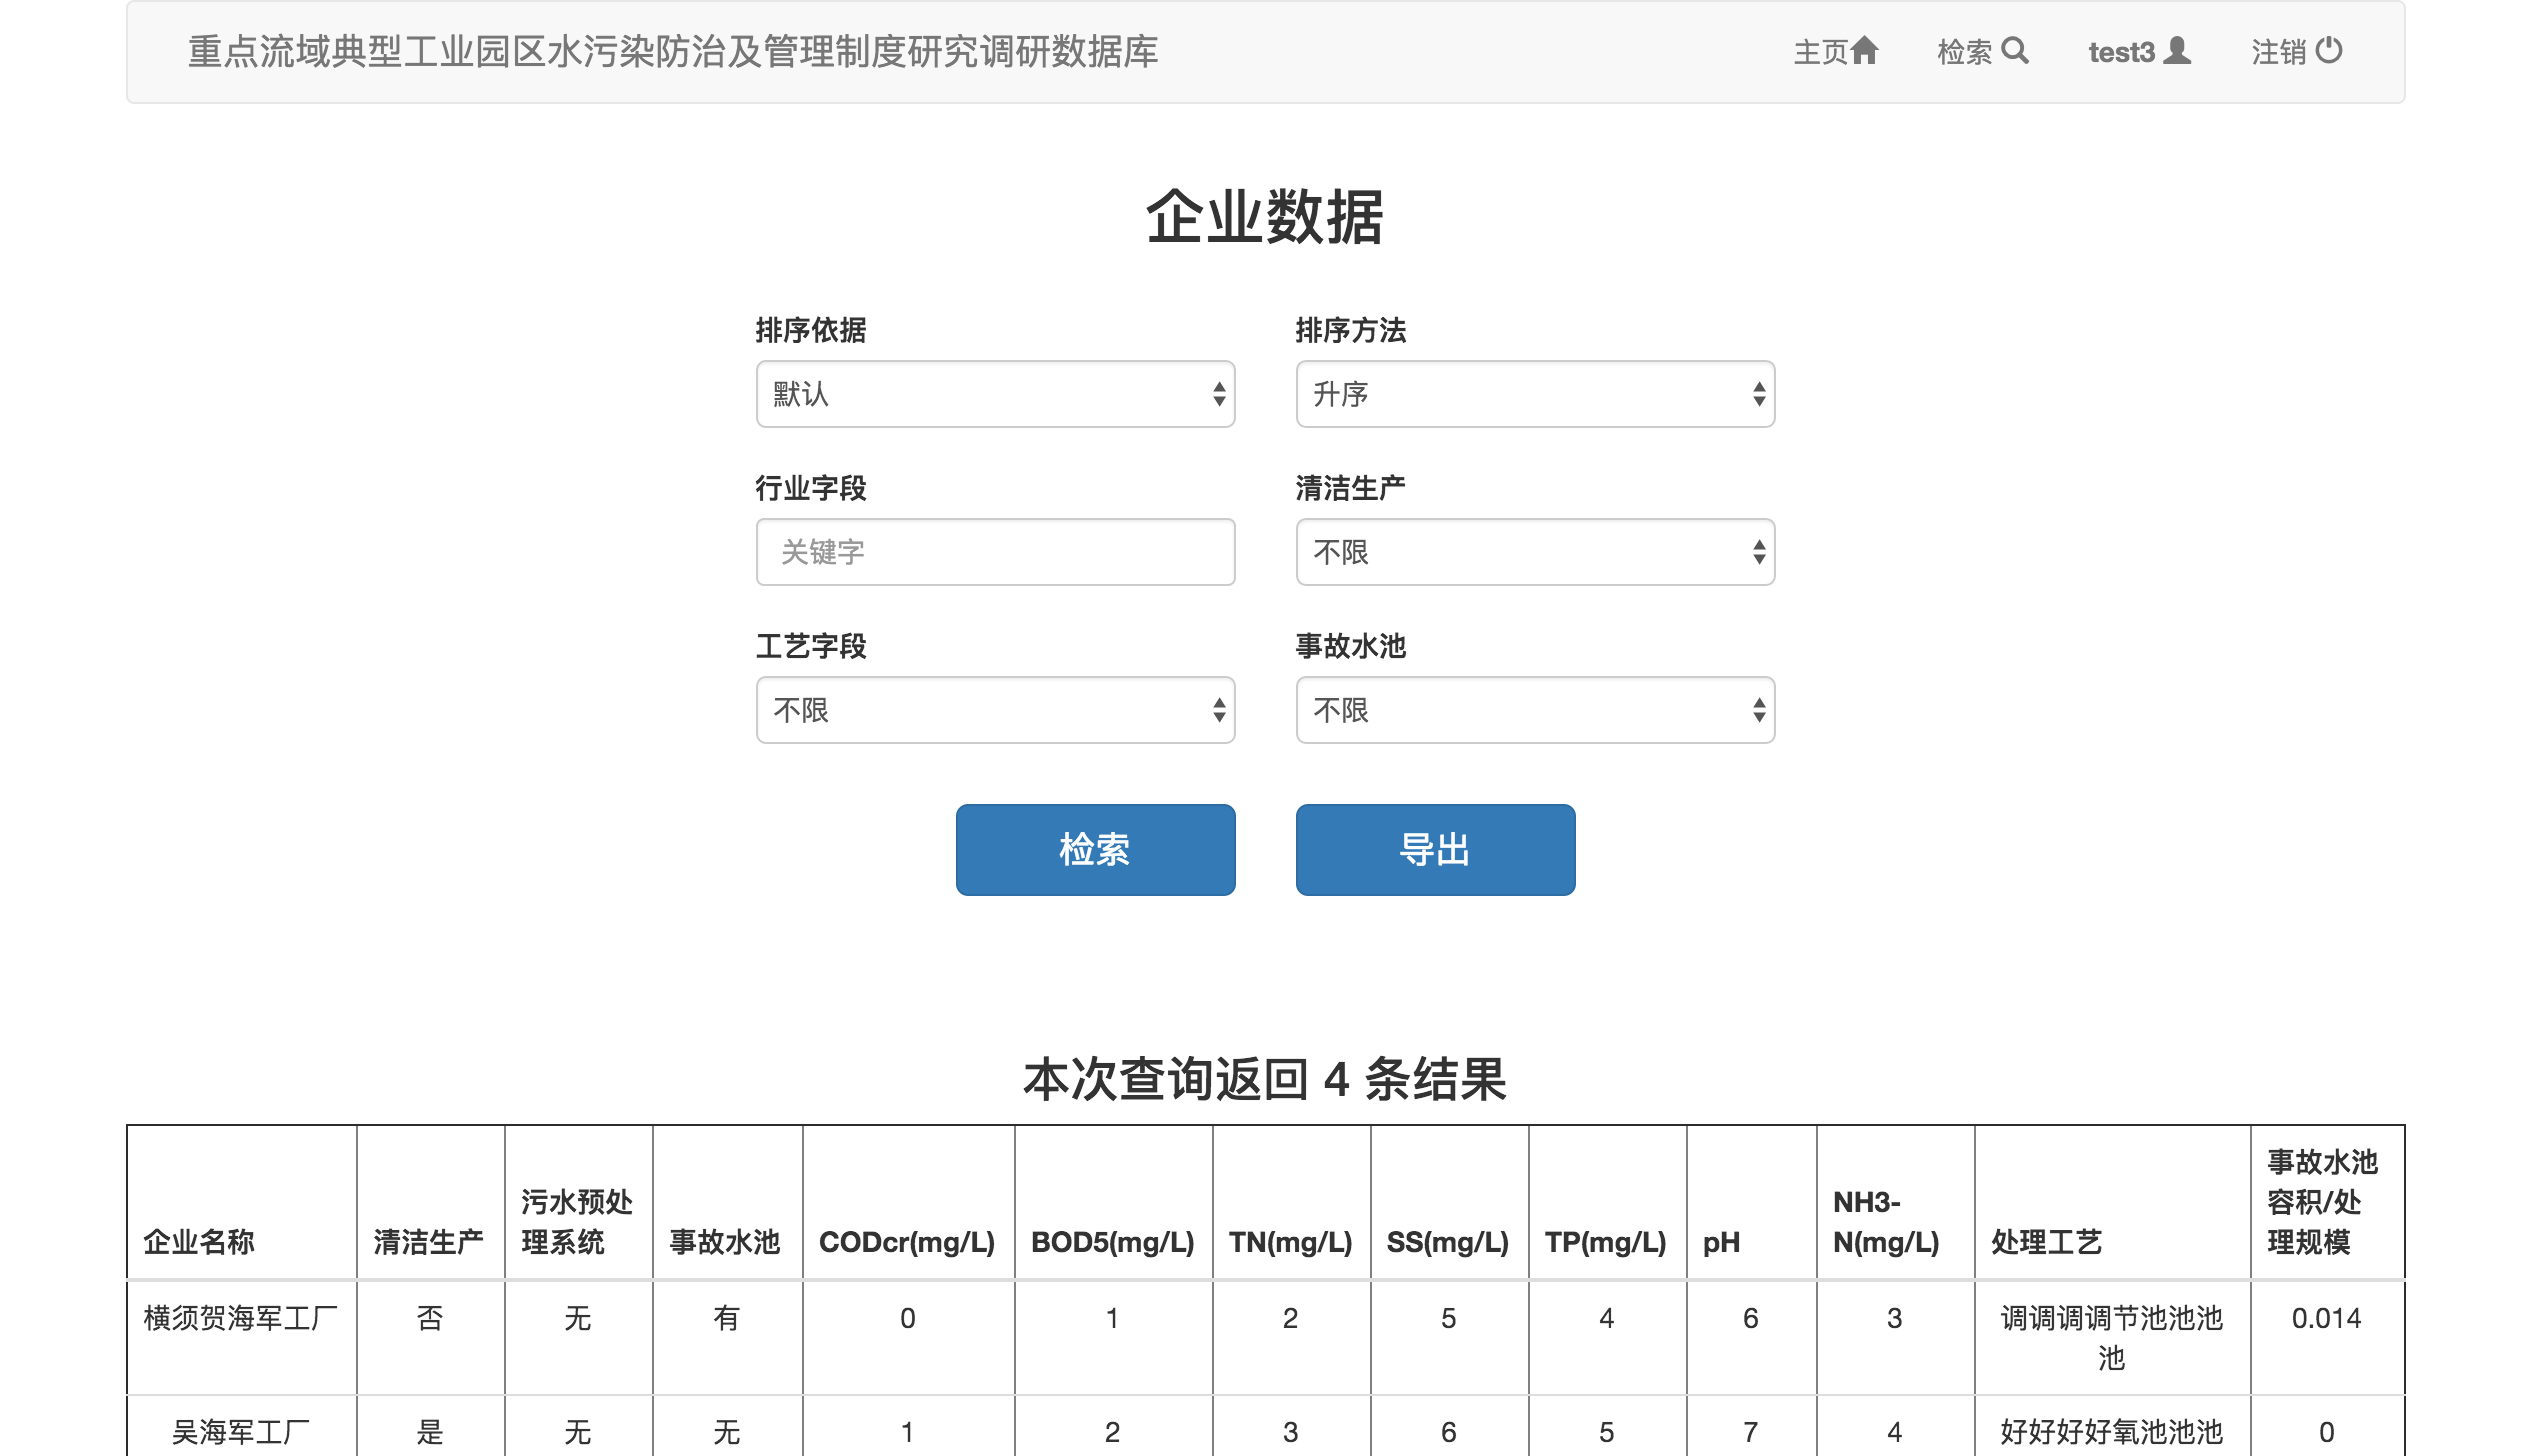 重点流域典型工业园区水污染防治及管理制度研究调研数据库 主页 检索 test3 注销
企业数据
排序依据 排序方法
默认 升序
行业字段 清洁生产
关键字 不限
工艺字段 事故水池
不限 不限
检索 导出
本次查询返回 4 条结果
企业名称 清洁生产 污水预处理系统 事故水池 CODcr(mg/L) BOD5(mg/L) TN(mg/L) SS(mg/L) TP(mg/L) pH NH3-N(mg/L) 处理工艺 事故水池容积/处理规模
横须贺海军工厂 否 无 有 0 1 2 5 4 6 3 调调调调节池池池池 0.014
吴海军工厂 是 无 无 1 2 3 6 5 7 4 好好好好氧池池池 0